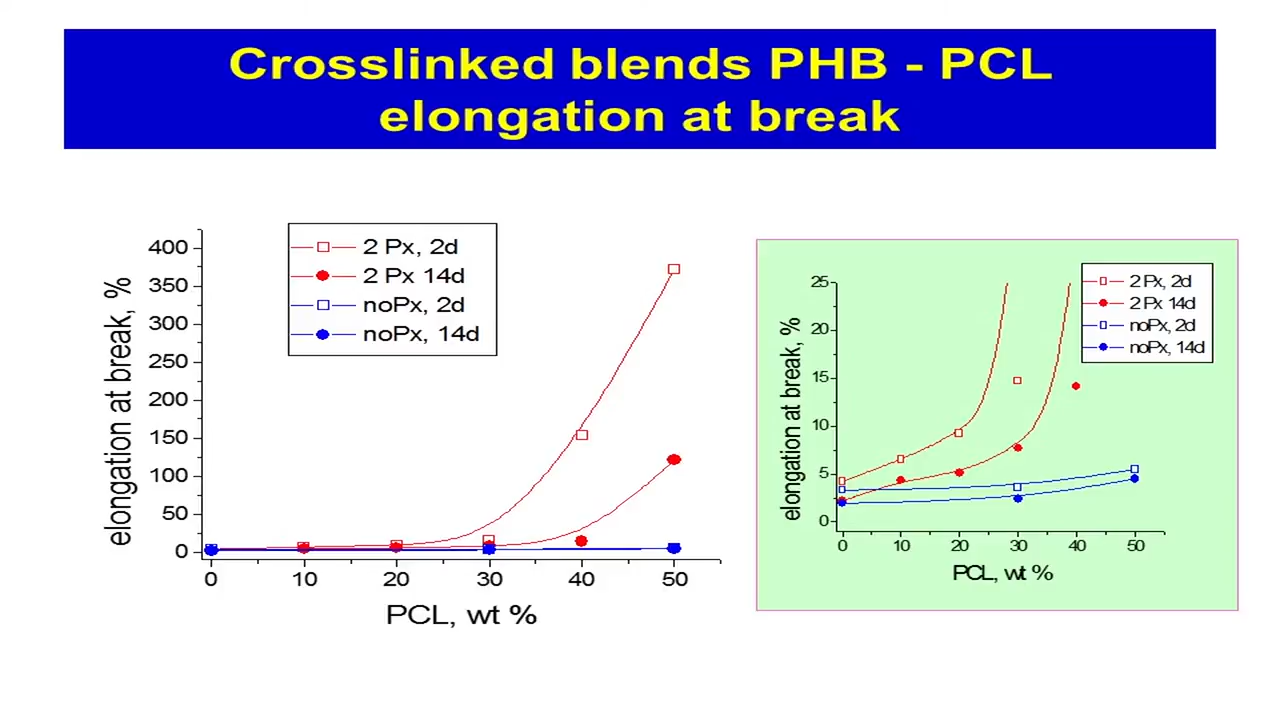 Crosslinked blends PHB - PCL
elongation at break
2 Px, 2d
2 Px 14d
noPx, 2d
noPx, 14d
elongation at break, %
400
350
300
250
200
150
100
50
0
0 10 20 30 40 50
PCL, wt %
2 Px, 2d
2 Px 14d
noPx, 2d
noPx, 14d
elongation at break, %
25
20
15
10
5
0
0 10 20 30 40 50
PCL, wt %